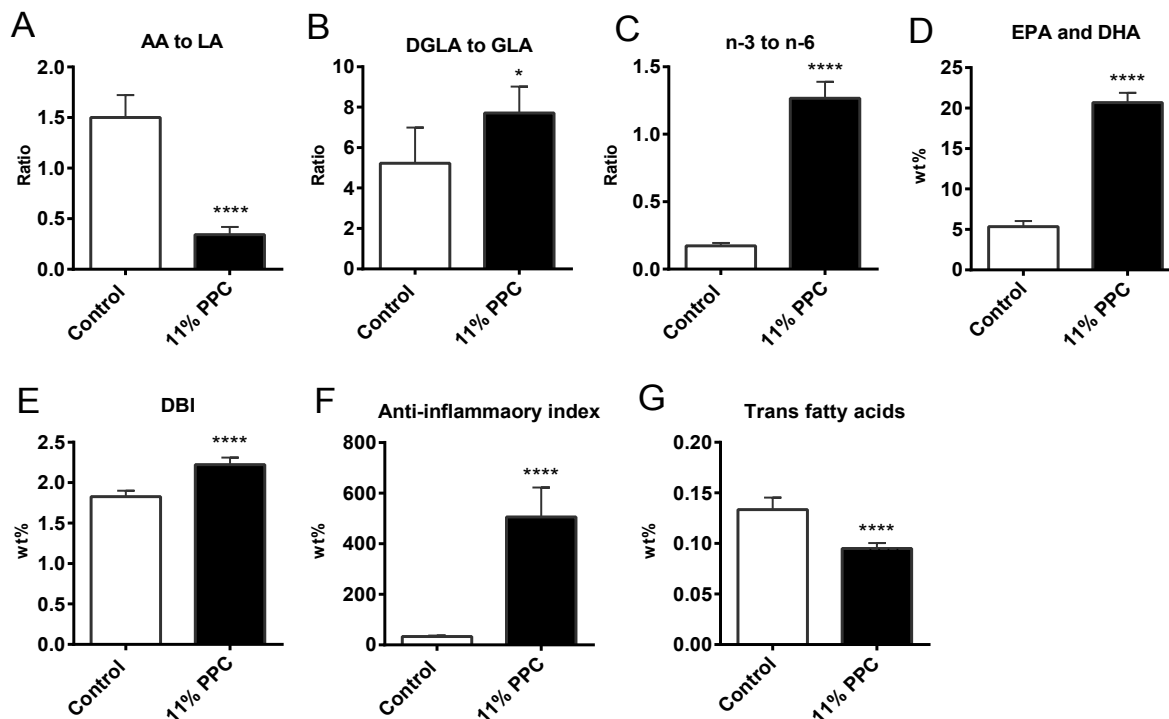 A
AA to LA
Ratio
2.0
1.5
1.0
0.5
0.0
****
Control
11% PPC
B
DGLA to GLA
Ratio
10
8
6
4
2
0
*
Control
11% PPC
C
n-3 to n-6
Ratio
1.5
1.0
0.5
0.0
****
Control
11% PPC
D
EPA and DHA
wt%
25
20
15
10
5
0
****
Control
11% PPC
E
DBI
wt%
2.5
2.0
1.5
1.0
0.5
0.0
****
Control
11% PPC
F
Anti-inflammaory index
wt%
800
600
400
200
0
****
Control
11% PPC
G
Trans fatty acids
wt%
0.20
0.15
0.10
0.05
0.00
****
Control
11% PPC